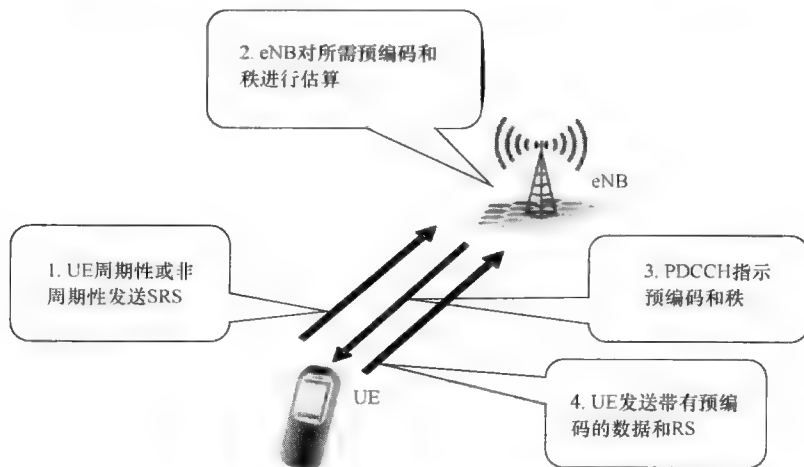 2. eNB对所需预编码和
秩进行估算
eNB
1. UE周期性或非
周期性发送SRS
3. PDCCH指示
预编码和秩
UE
4. UE发送带有预编
码的数据和RS